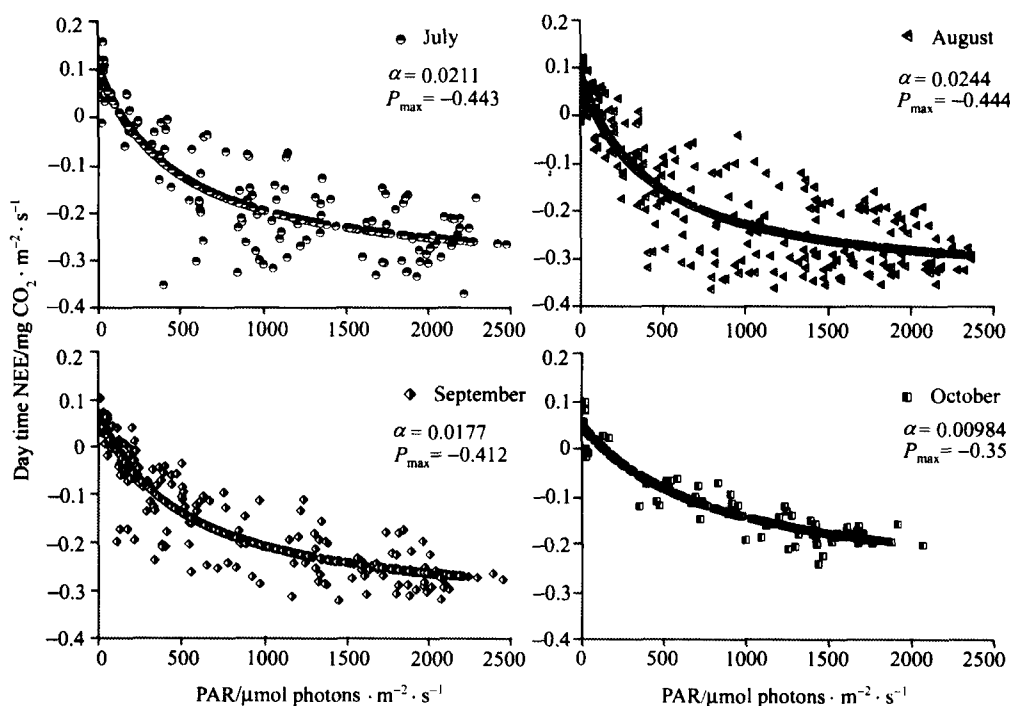 Day time NEE/mg CO₂ · m⁻² · s⁻¹
0.2
0.1
0
−0.1
−0.2
−0.3
−0.4
July
α = 0.0211
Pmax = −0.443
0 500 1000 1500 2000 2500
0.2
0.1
0
−0.1
−0.2
−0.3
−0.4
August
α = 0.0244
Pmax = −0.444
0 500 1000 1500 2000 2500
0.2
0.1
0
−0.1
−0.2
−0.3
−0.4
September
α = 0.0177
Pmax = −0.412
0 500 1000 1500 2000 2500
PAR/μmol photons · m⁻² · s⁻¹
0.2
0.1
0
−0.1
−0.2
−0.3
−0.4
October
α = 0.00984
Pmax = −0.35
0 500 1000 1500 2000 2500
PAR/μmol photons · m⁻² · s⁻¹